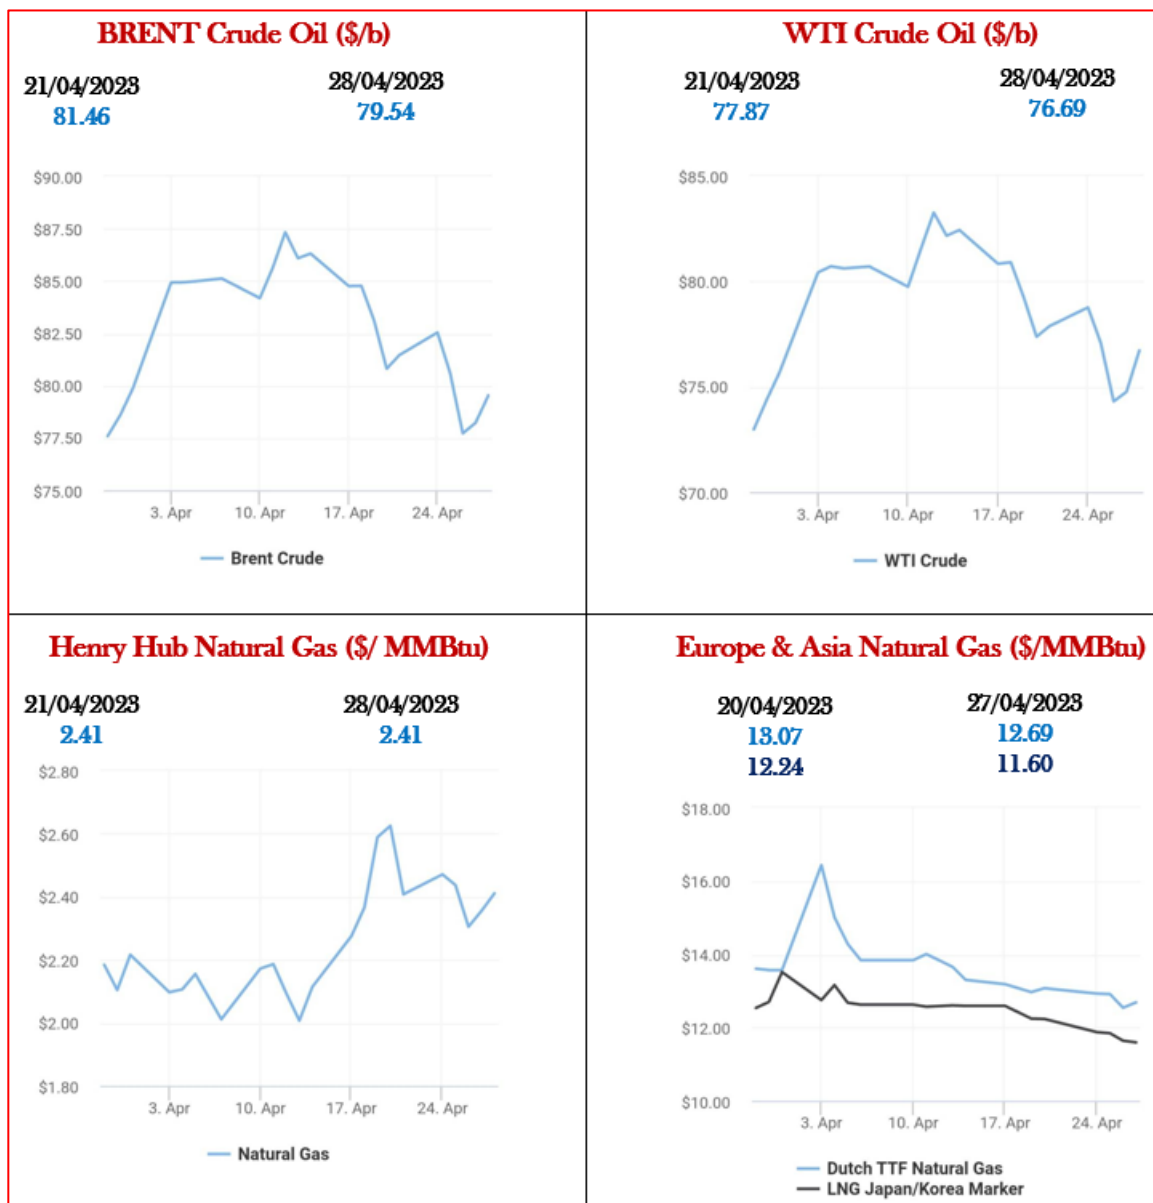 BRENT Crude Oil ($/b)
21/04/2023
28/04/2023
81.46
79.54
$90.00
$87.50
$85.00
$82.50
$80.00
$77.50
$75.00
3. Apr
10. Apr
17. Apr
24. Apr
Brent Crude
WTI Crude Oil ($/b)
21/04/2023
28/04/2023
77.87
76.69
$85.00
$80.00
$75.00
$70.00
3. Apr
10. Apr
17. Apr
24. Apr
WTI Crude
Henry Hub Natural Gas ($/ MMBtu)
21/04/2023
28/04/2023
2.41
2.41
$2.80
$2.60
$2.40
$2.20
$2.00
$1.80
3. Apr
10. Apr
17. Apr
24. Apr
Natural Gas
Europe & Asia Natural Gas ($/MMBtu)
20/04/2023
27/04/2023
13.07
12.69
12.24
11.60
$18.00
$16.00
$14.00
$12.00
$10.00
3. Apr
10. Apr
17. Apr
24. Apr
Dutch TTF Natural Gas
LNG Japan/Korea Marker